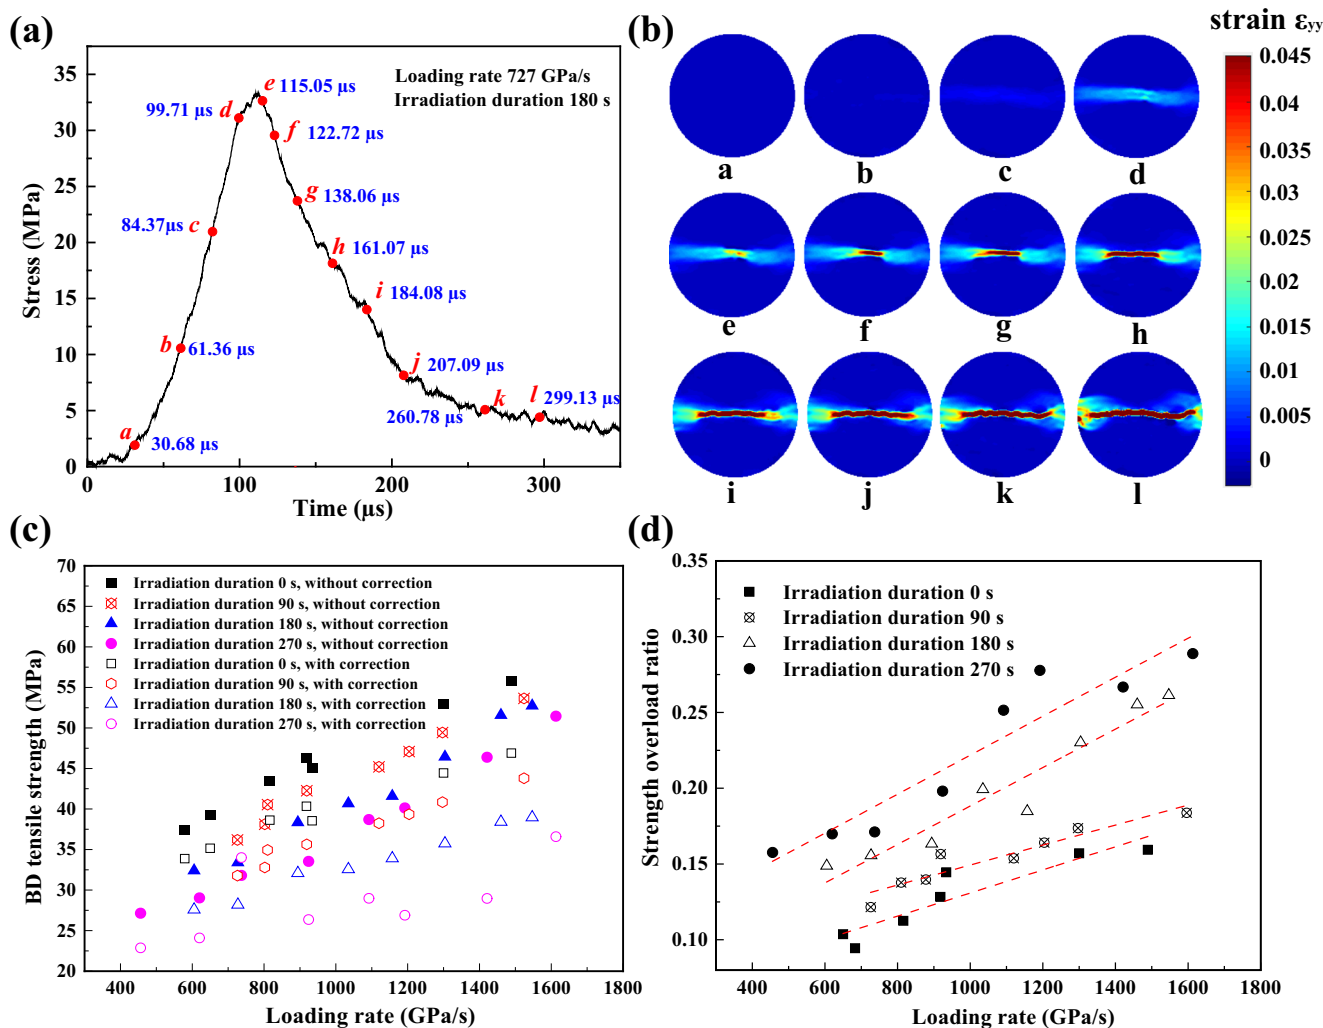 (a)
35
30
25
20
15
10
5
0
Stress (MPa)
0
100
200
300
Time (μs)
Loading rate 727 GPa/s
Irradiation duration 180 s
a
30.68 μs
b
61.36 μs
c
84.37μs
d
99.71 μs
e
115.05 μs
f
122.72 μs
g
138.06 μs
h
161.07 μs
i
184.08 μs
j
207.09 μs
k
260.78 μs
l
299.13 μs
(b)
a
b
c
d
e
f
g
h
i
j
k
l
strain εyy
0.045
0.04
0.035
0.03
0.025
0.02
0.015
0.01
0.005
0
(c)
70
65
60
55
50
45
40
35
30
25
20
BD tensile strength (MPa)
Irradiation duration 0 s, without correction
Irradiation duration 90 s, without correction
Irradiation duration 180 s, without correction
Irradiation duration 270 s, without correction
Irradiation duration 0 s, with correction
Irradiation duration 90 s, with correction
Irradiation duration 180 s, with correction
Irradiation duration 270 s, with correction
400
600
800
1000
1200
1400
1600
1800
Loading rate (GPa/s)
(d)
0.35
0.30
0.25
0.20
0.15
0.10
Strength overload ratio
Irradiation duration 0 s
Irradiation duration 90 s
Irradiation duration 180 s
Irradiation duration 270 s
400
600
800
1000
1200
1400
1600
1800
Loading rate (GPa/s)